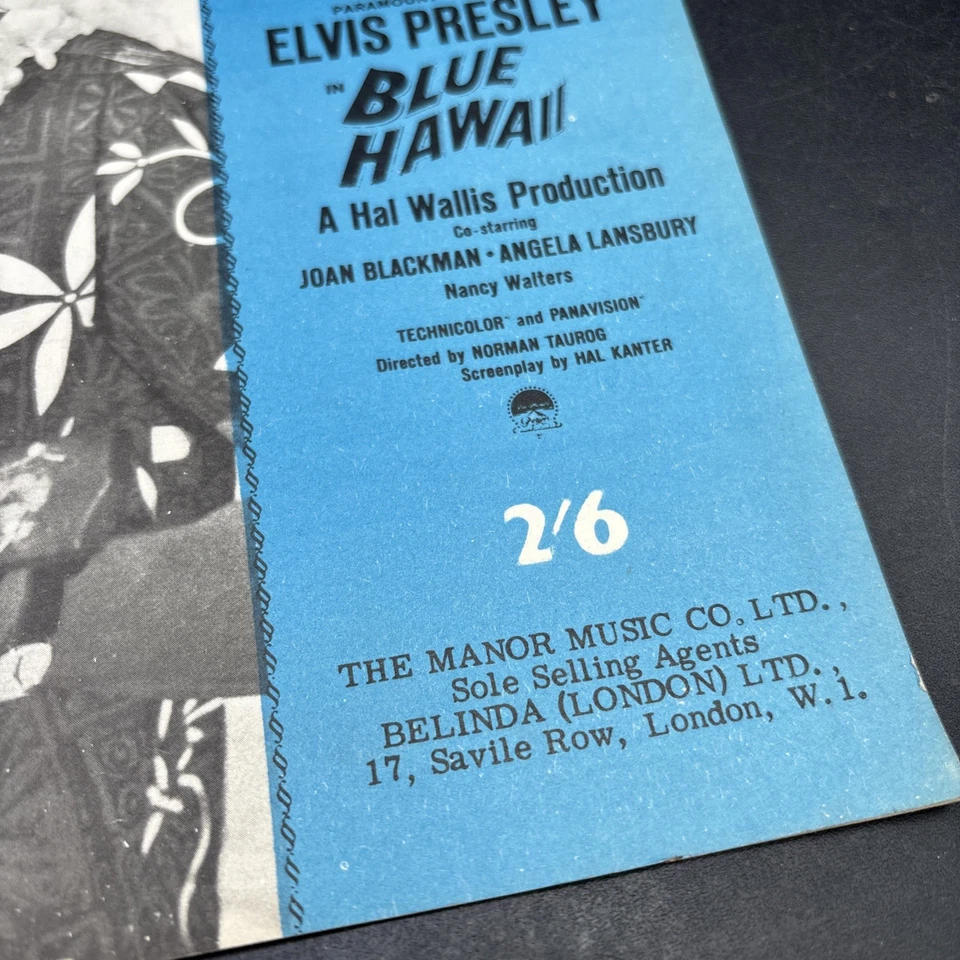 PARAMOUNT
ELVIS PRESLEY
IN BLUE
HAWAII
A Hal Wallis Production
Co-starring
JOAN BLACKMAN • ANGELA LANSBURY
Nancy Walters
TECHNICOLOR and PANAVISION
Directed by NORMAN TAUROG
Screenplay by HAL KANTER
2'6
THE MANOR MUSIC CO. LTD.,
Sole Selling Agents
BELINDA (LONDON) LTD.,
17, Savile Row, London, W.1.